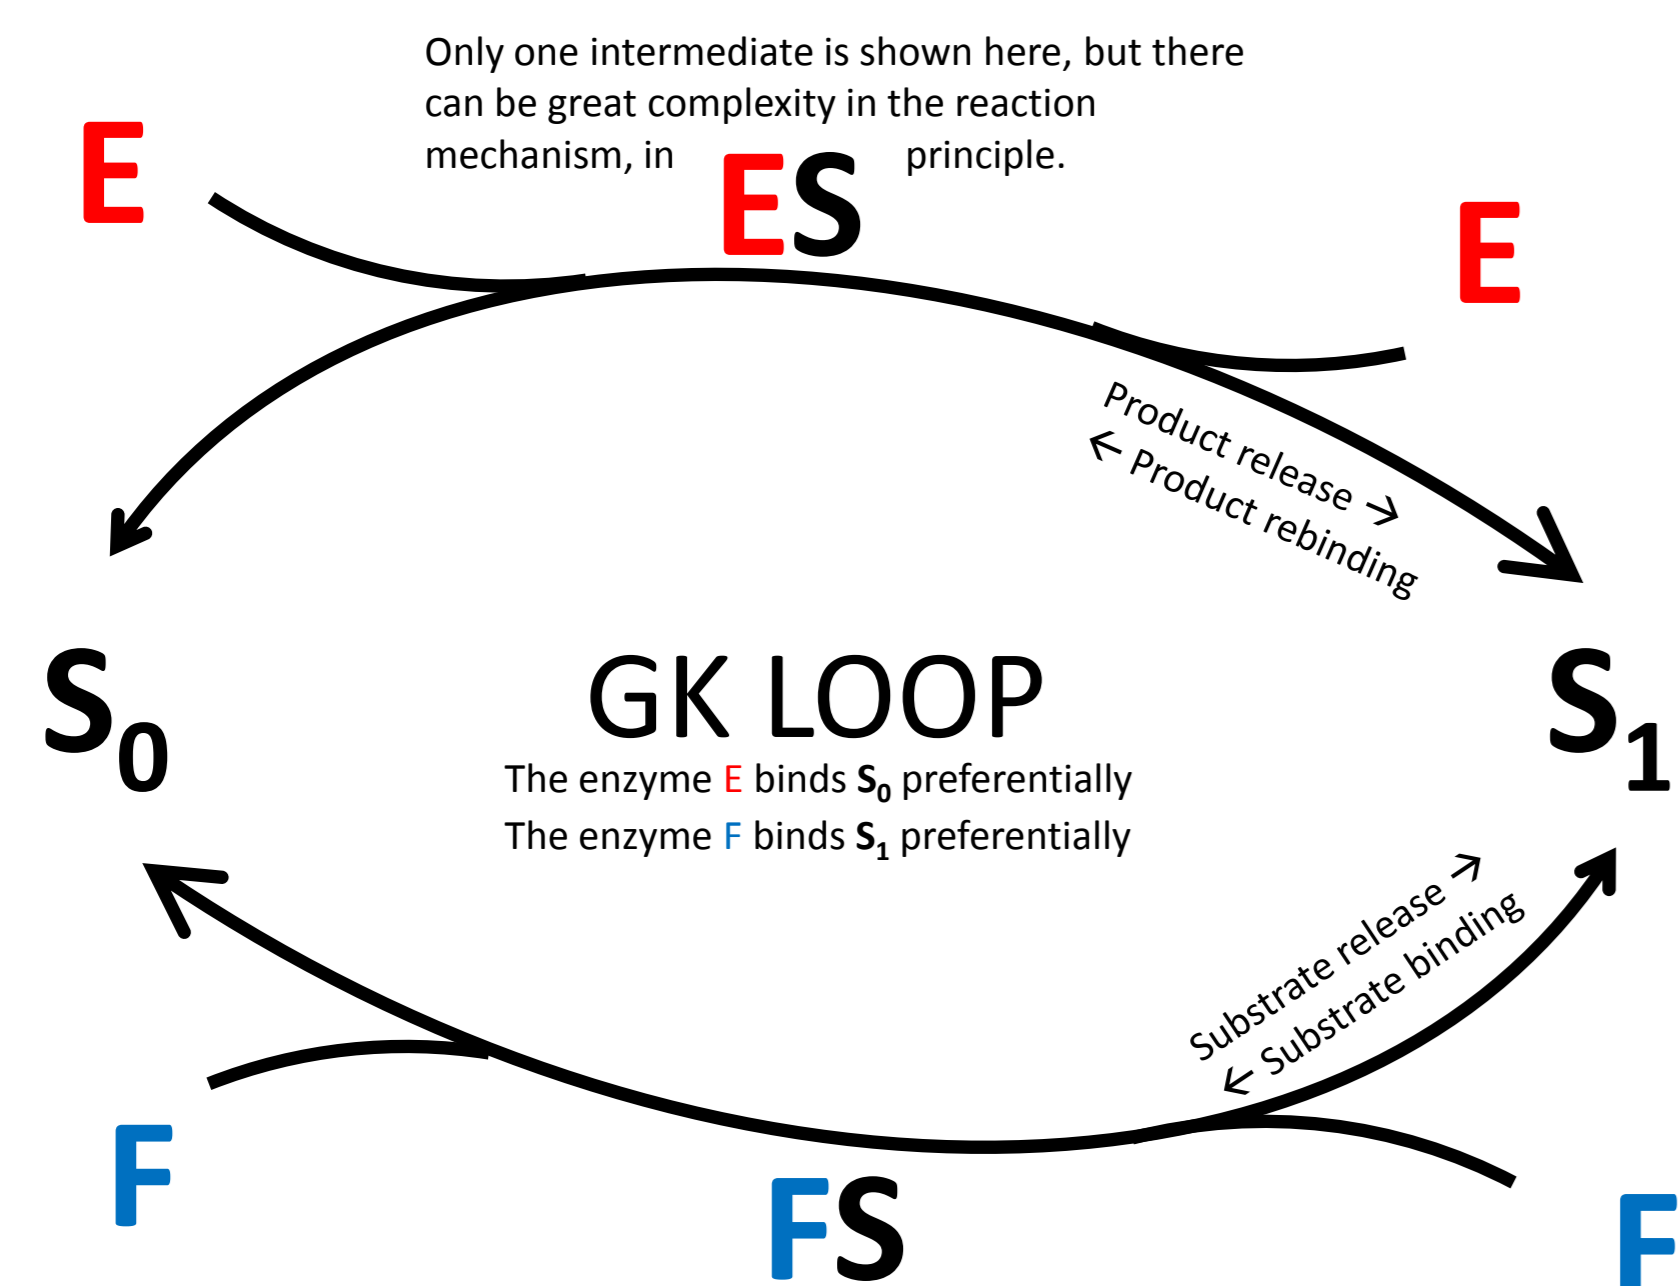 Only one intermediate is shown here, but there
can be great complexity in the reaction
mechanism, in principle.
E
ES
E
Product release →
← Product rebinding
S₀
GK LOOP
S₁
The enzyme E binds S₀ preferentially
The enzyme F binds S₁ preferentially
Substrate release →
← Substrate binding
F
FS
F